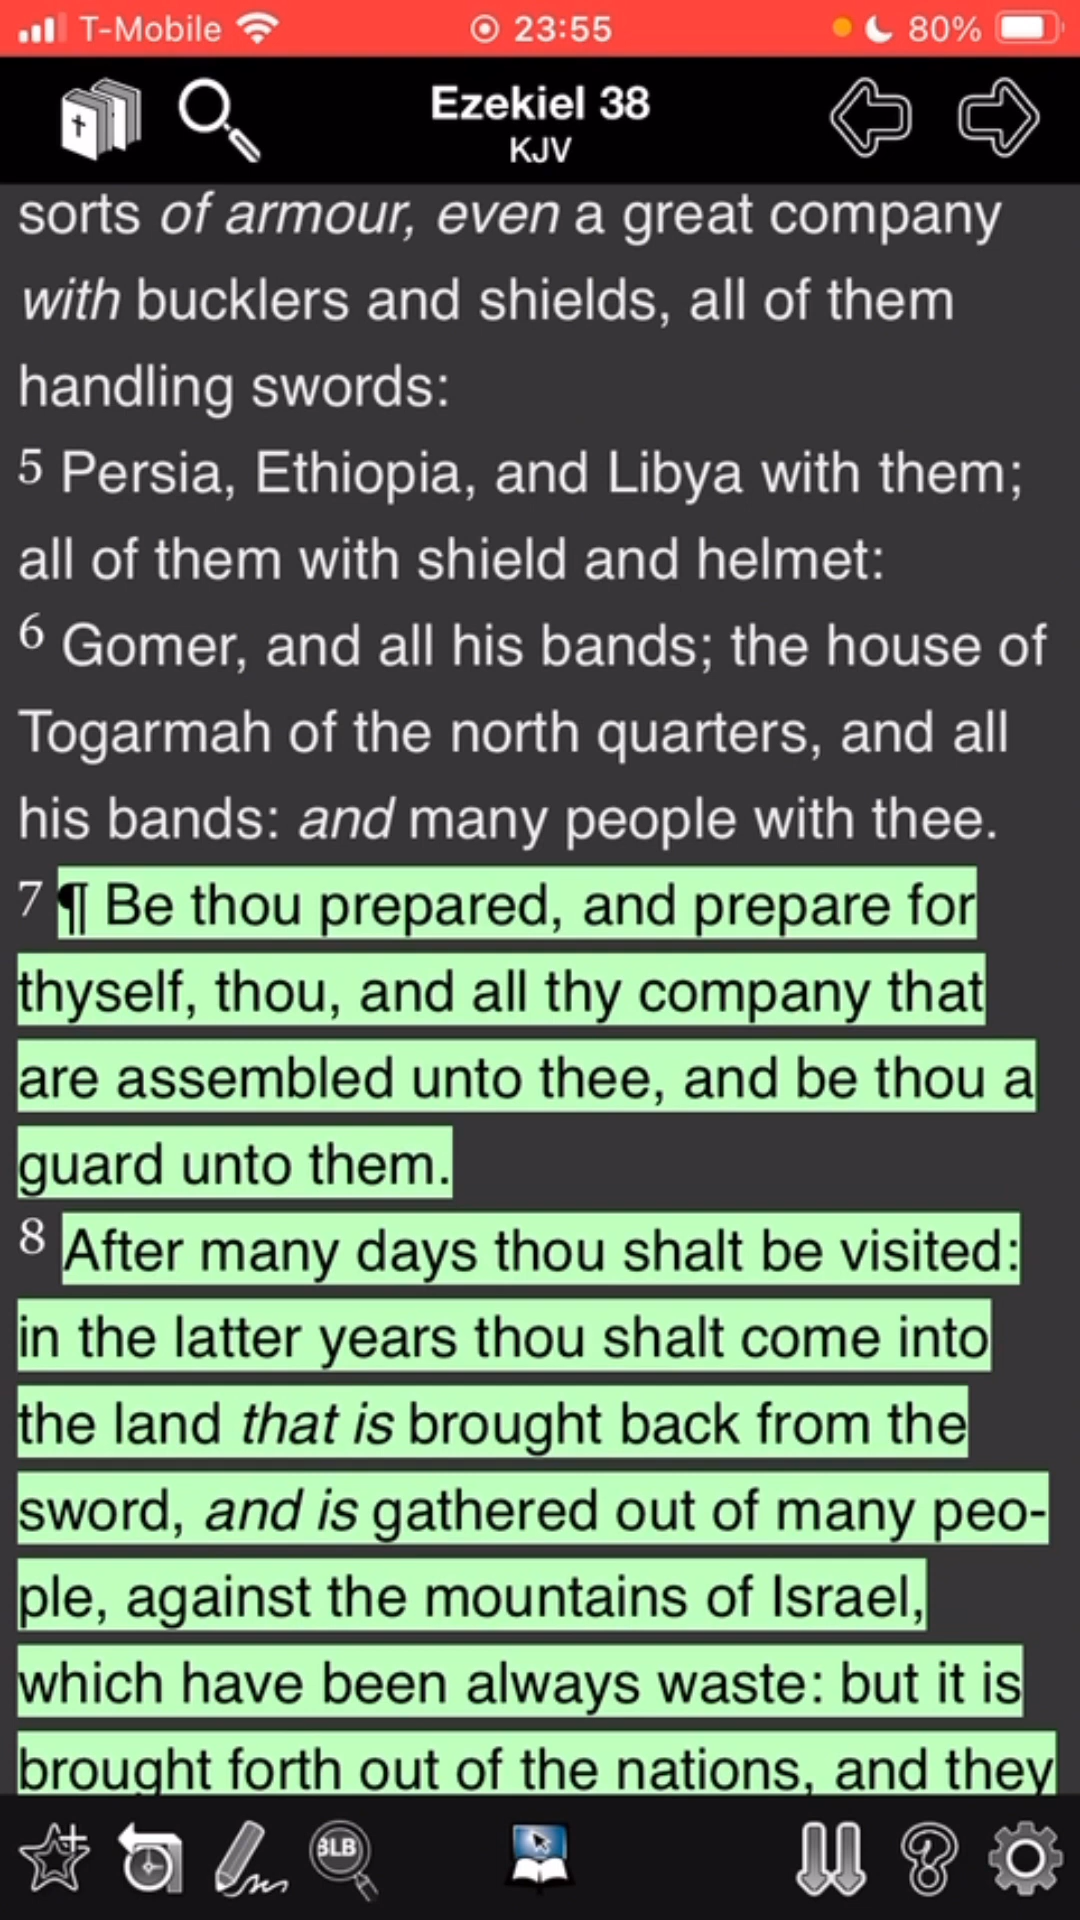 T-Mobile 23:55 80%
Ezekiel 38
KJV
sorts of armour, even a great company
with bucklers and shields, all of them
handling swords:
5 Persia, Ethiopia, and Libya with them;
all of them with shield and helmet:
6 Gomer, and all his bands; the house of
Togarmah of the north quarters, and all
his bands: and many people with thee.
7 ¶ Be thou prepared, and prepare for
thyself, thou, and all thy company that
are assembled unto thee, and be thou a
guard unto them.
8 After many days thou shalt be visited:
in the latter years thou shalt come into
the land that is brought back from the
sword, and is gathered out of many peo-
ple, against the mountains of Israel,
which have been always waste: but it is
brought forth out of the nations, and they
BLB